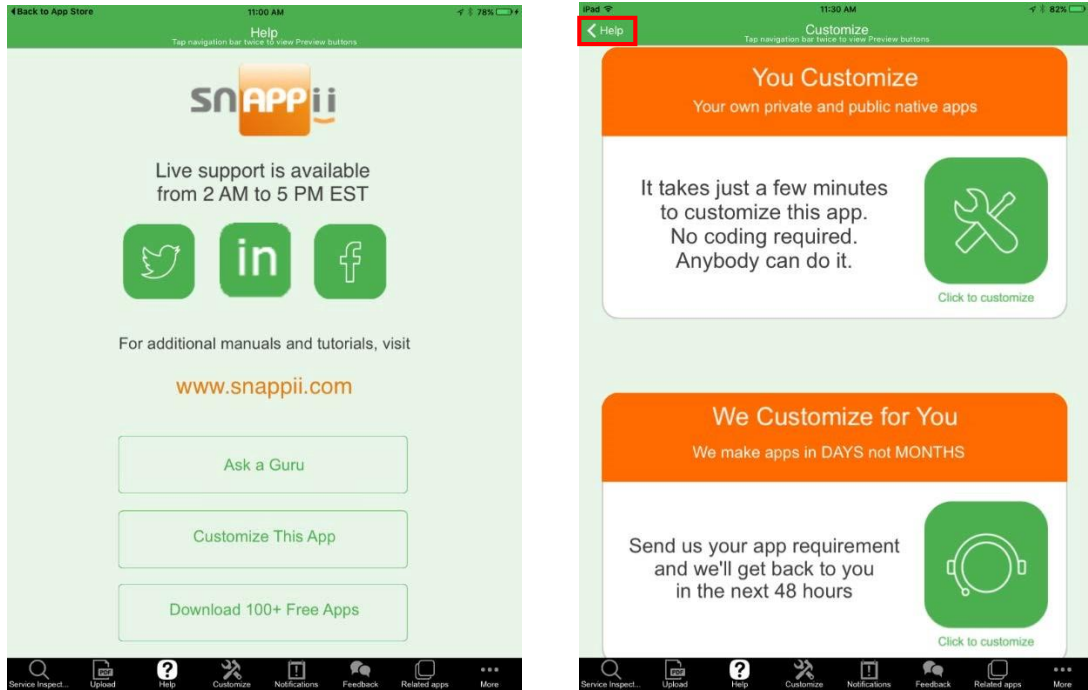 Back to App Store 11:00 AM 78%
Help
Tap navigation bar twice to view Preview buttons
snAPPii
Live support is available
from 2 AM to 5 PM EST
in f
For additional manuals and tutorials, visit
www.snappii.com
Ask a Guru
Customize This App
Download 100+ Free Apps
Service Inspect... Upload Help Customize Notifications Feedback Related apps More
iPad 11:30 AM 82%
Help Customize
Tap navigation bar twice to view Preview buttons
You Customize
Your own private and public native apps
It takes just a few minutes
to customize this app.
No coding required.
Anybody can do it.
Click to customize
We Customize for You
We make apps in DAYS not MONTHS
Send us your app requirement
and we'll get back to you
in the next 48 hours
Click to customize
Service Inspect... Upload Help Customize Notifications Feedback Related apps More